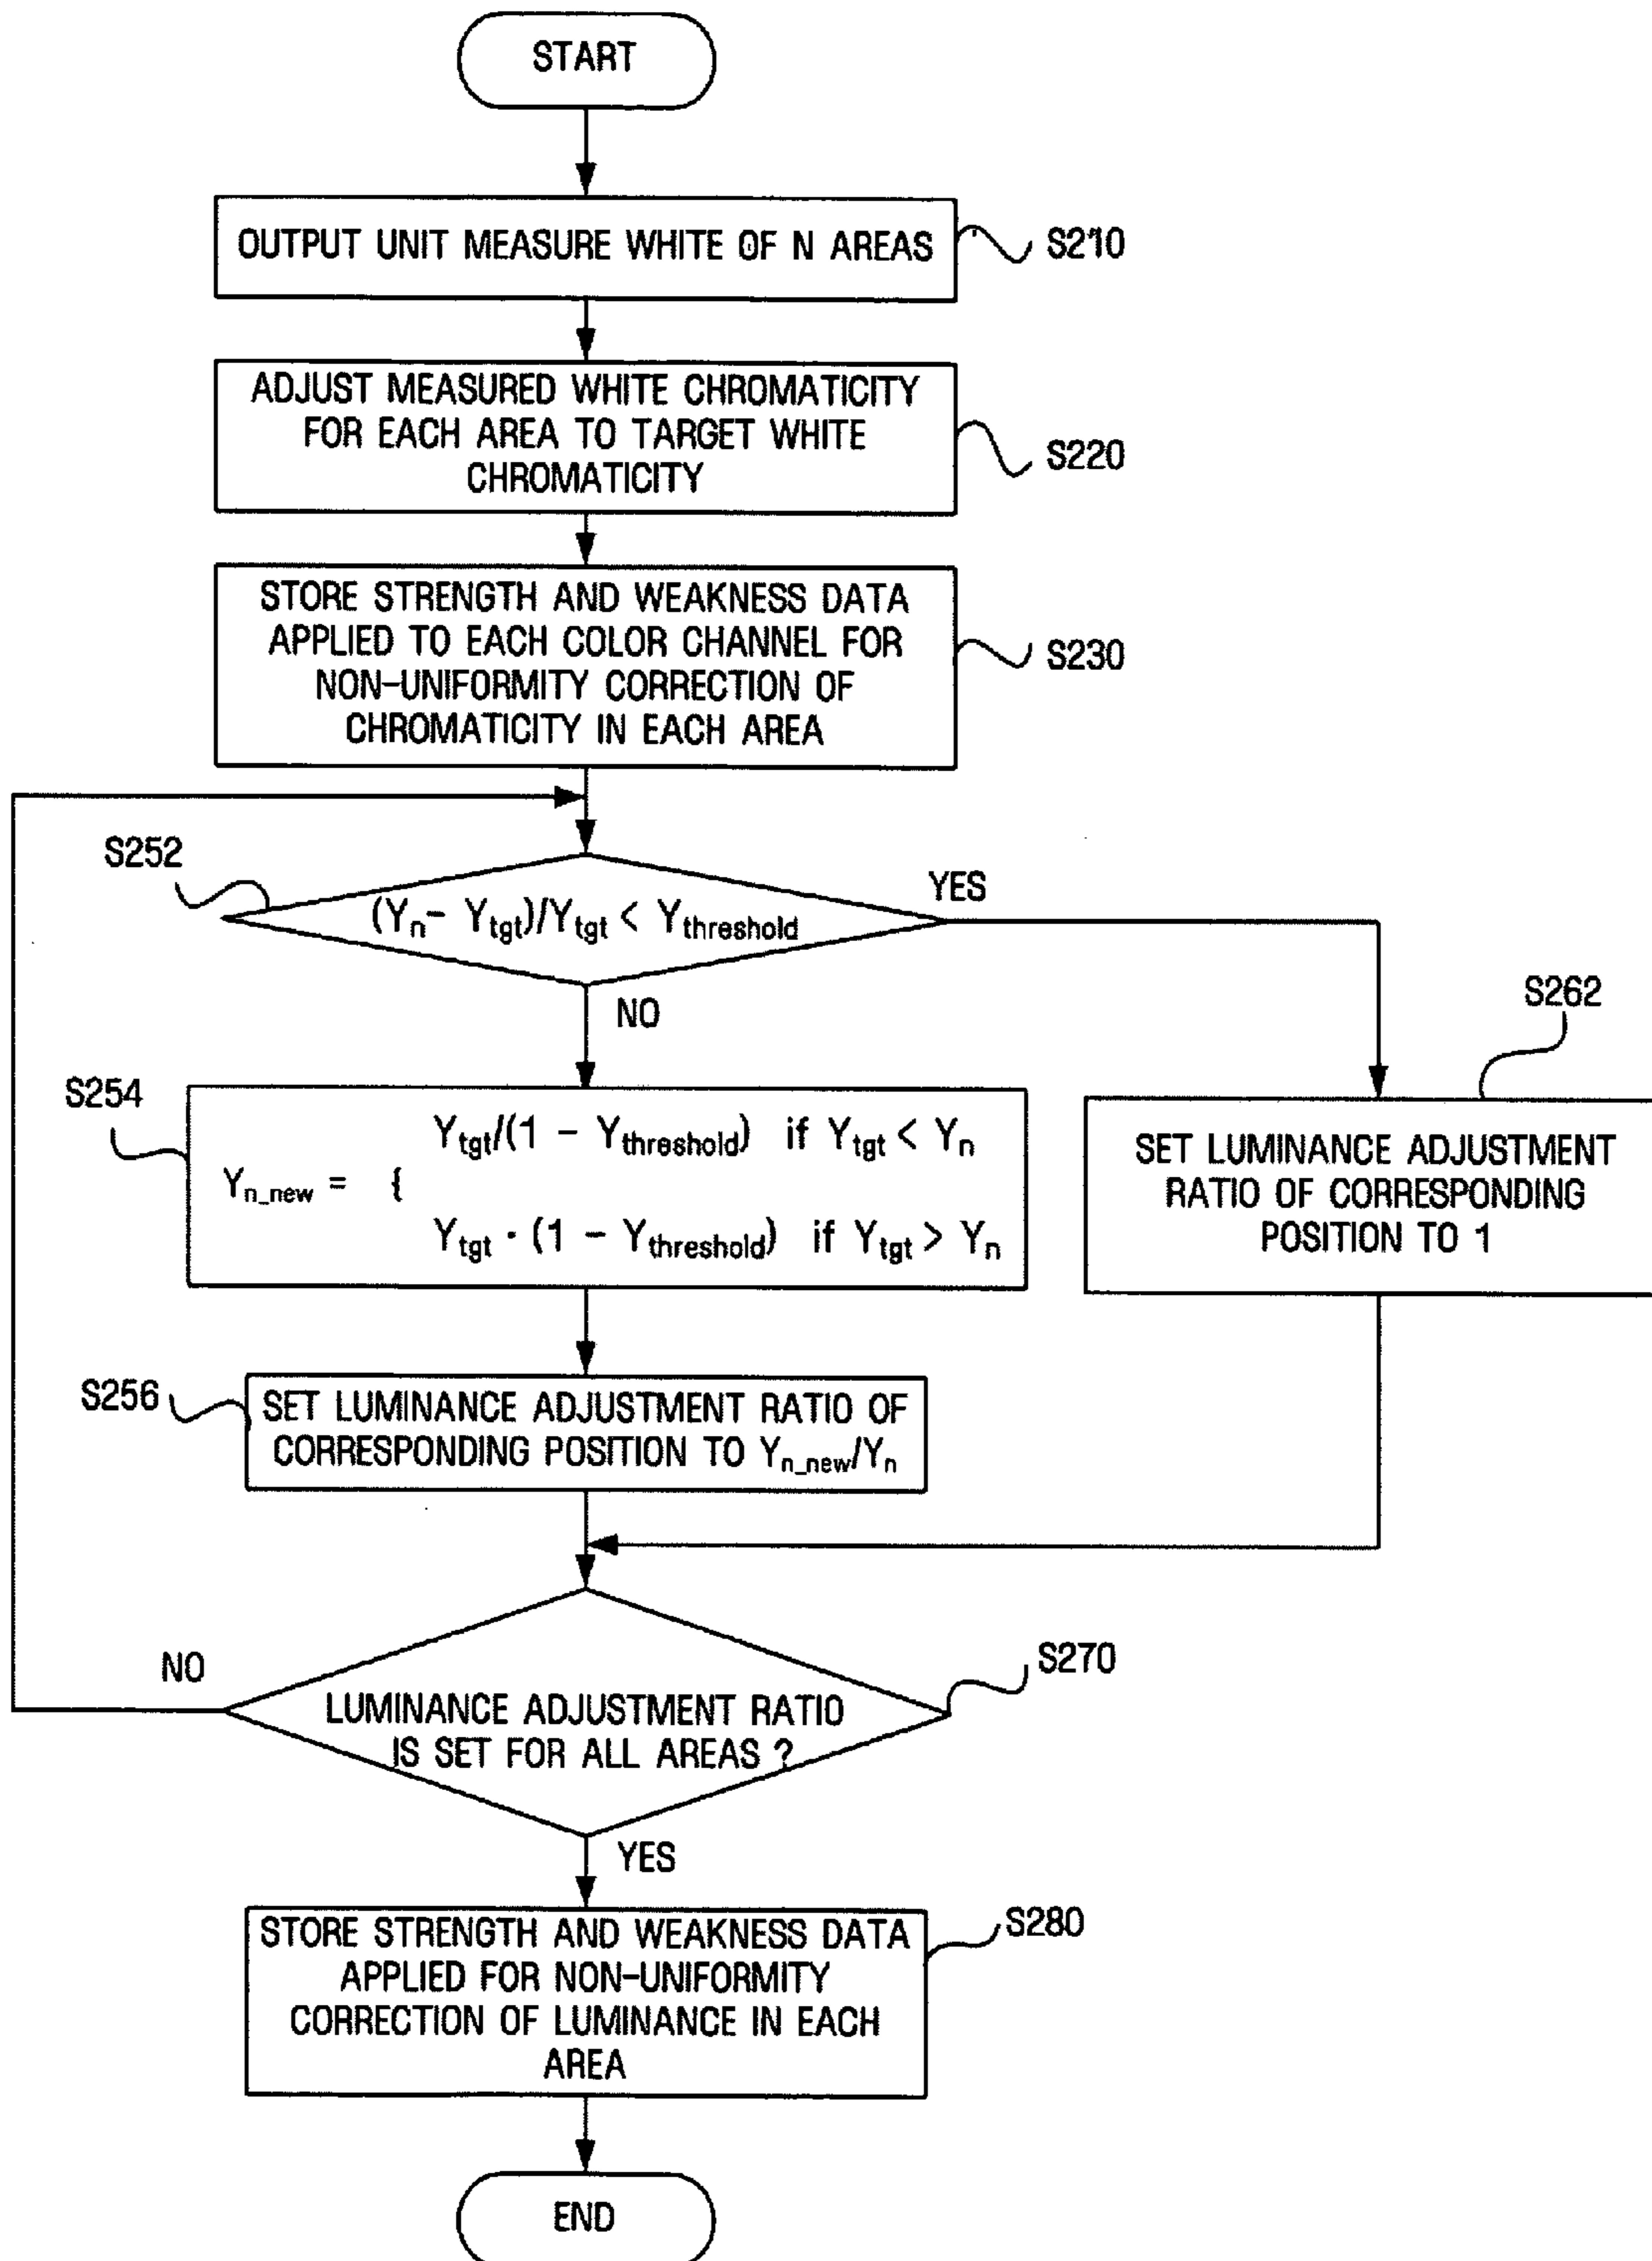 START
OUTPUT UNIT MEASURE WHITE OF N AREAS
S210
ADJUST MEASURED WHITE CHROMATICITY
FOR EACH AREA TO TARGET WHITE
CHROMATICITY
S220
STORE STRENGTH AND WEAKNESS DATA
APPLIED TO EACH COLOR CHANNEL FOR
NON-UNIFORMITY CORRECTION OF
CHROMATICITY IN EACH AREA
S230
S252
(Yn- Ytgt)/Ytgt < Ythreshold
YES
NO
S262
SET LUMINANCE ADJUSTMENT
RATIO OF CORRESPONDING
POSITION TO 1
S254
Ytgt/(1 - Ythreshold) if Ytgt < Yn
Yn_new = {
Ytgt · (1 - Ythreshold) if Ytgt > Yn
S256
SET LUMINANCE ADJUSTMENT RATIO OF
CORRESPONDING POSITION TO Yn_new/Yn
NO
S270
LUMINANCE ADJUSTMENT RATIO
IS SET FOR ALL AREAS ?
YES
STORE STRENGTH AND WEAKNESS DATA
APPLIED FOR NON-UNIFORMITY
CORRECTION OF LUMINANCE IN EACH
AREA
S280
END